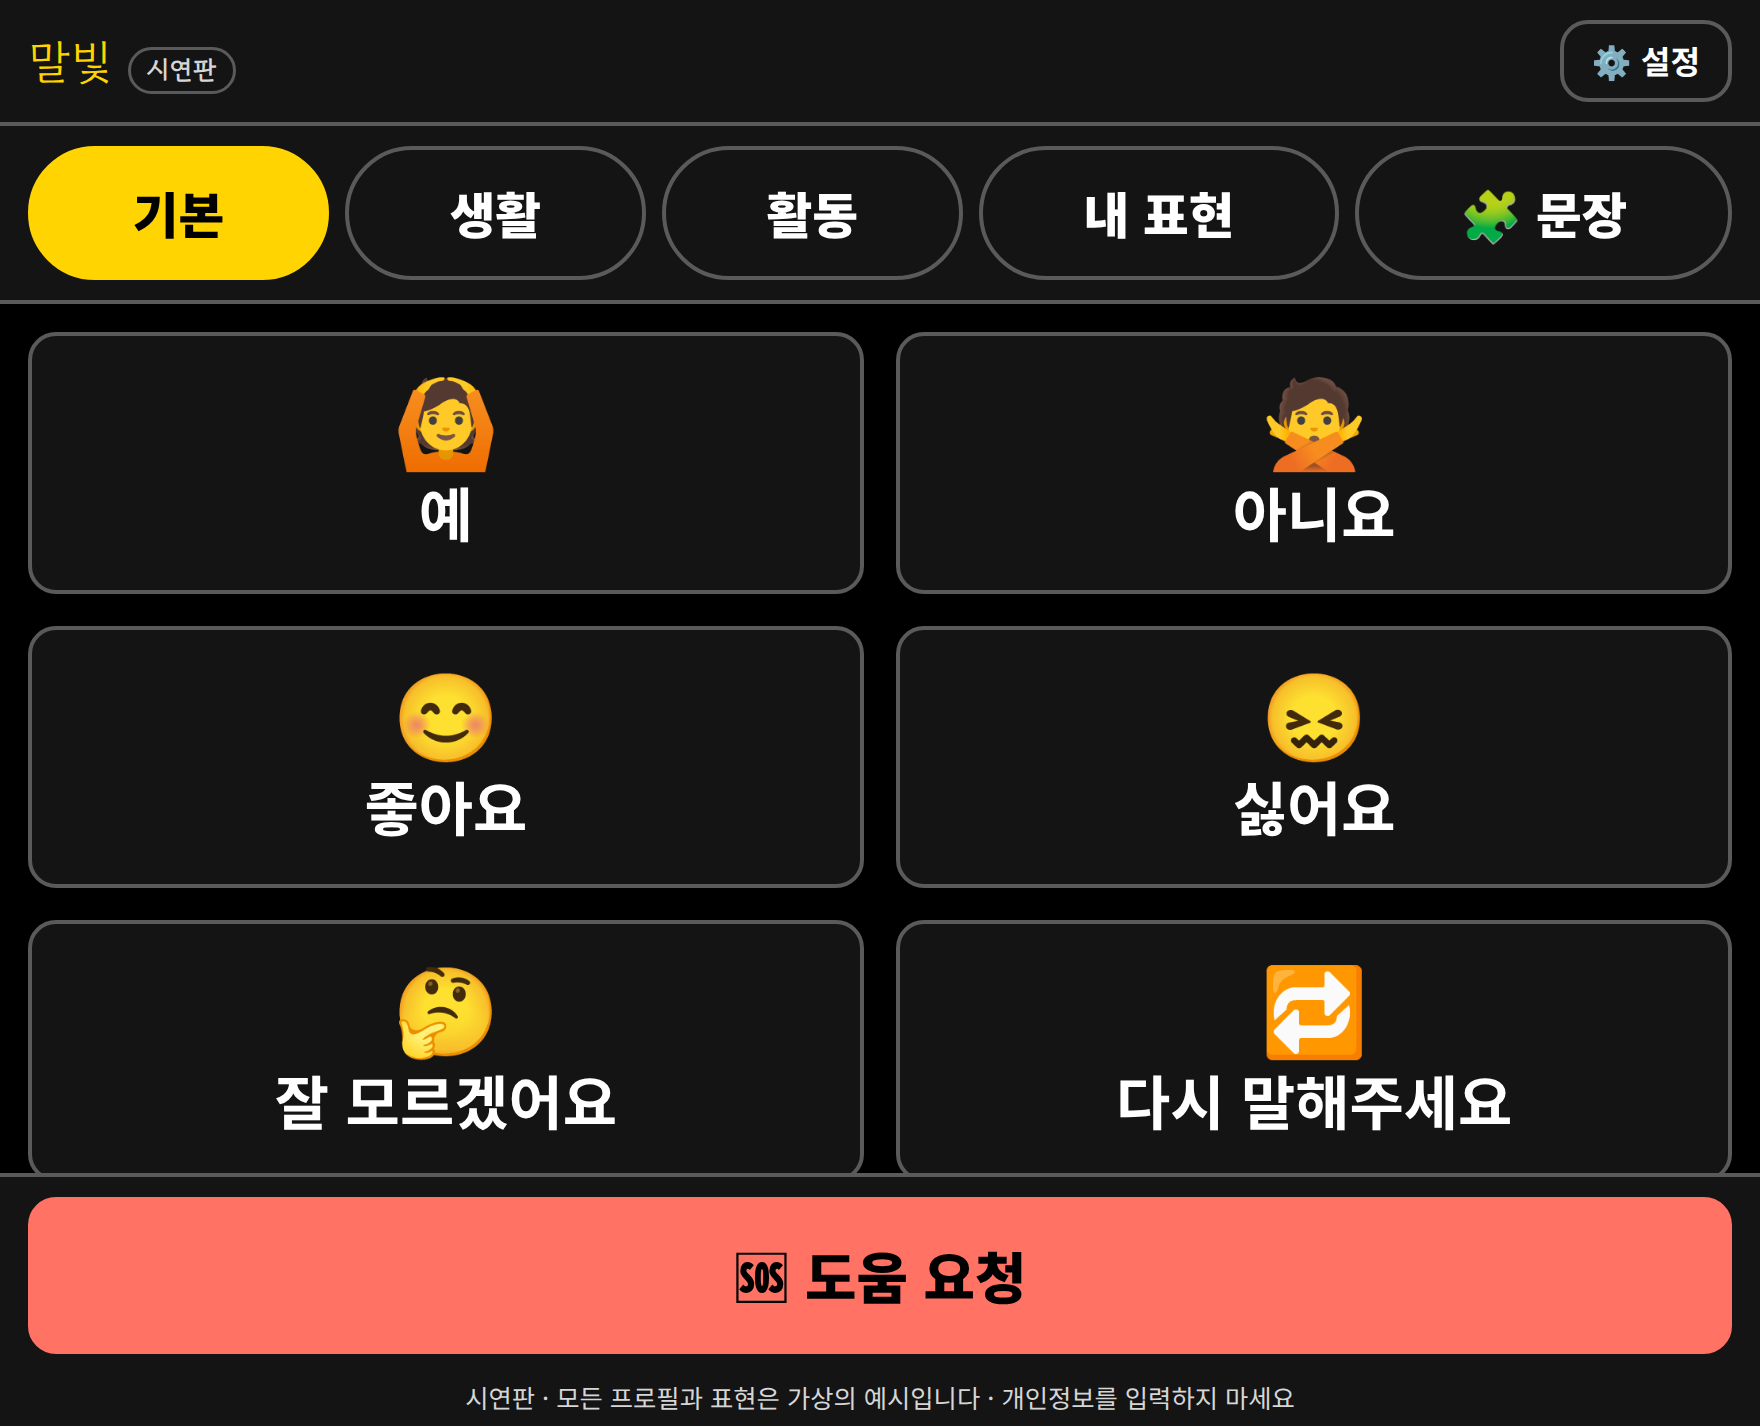 말빛 시연판
⚙️ 설정
기본 생활 활동 내 표현 🧩 문장
예 아니요
좋아요 싫어요
잘 모르겠어요 다시 말해주세요
🆘 도움 요청
시연판 · 모든 프로필과 표현은 가상의 예시입니다 · 개인정보를 입력하지 마세요